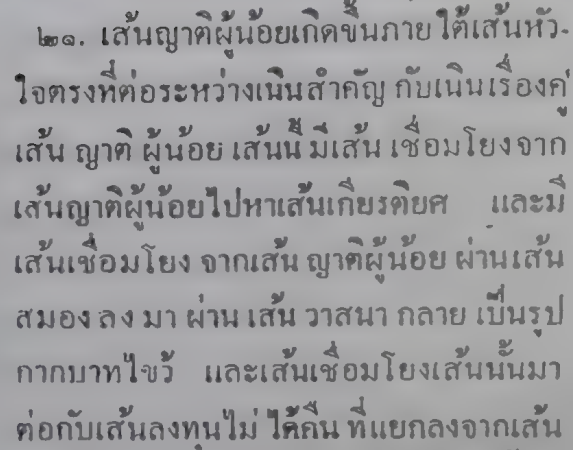 ๒๑. เส้นญาติผู้น้อยเกิดขึ้นภายใต้เส้นหัว-
ใจตรงที่ต่อระหว่างเนินสำคัญ กับเนินเรื่องคู่
เส้น ญาติ ผู้น้อย เส้นนี้ มีเส้น เชื่อมโยงจาก
เส้นญาติผู้น้อยไปหาเส้นเกียรติยศ และมี
เส้นเชื่อมโยง จากเส้น ญาติผู้น้อย ผ่านเส้น
สมอง ลง มา ผ่าน เส้น วาสนา กลาย เป็นรูป
กากบาทไขว้ และเส้นเชื่อมโยงเส้นนั้นมา
ต่อกับเส้นลงทุนไม่ ได้คืน ที่แยกลงจากเส้น